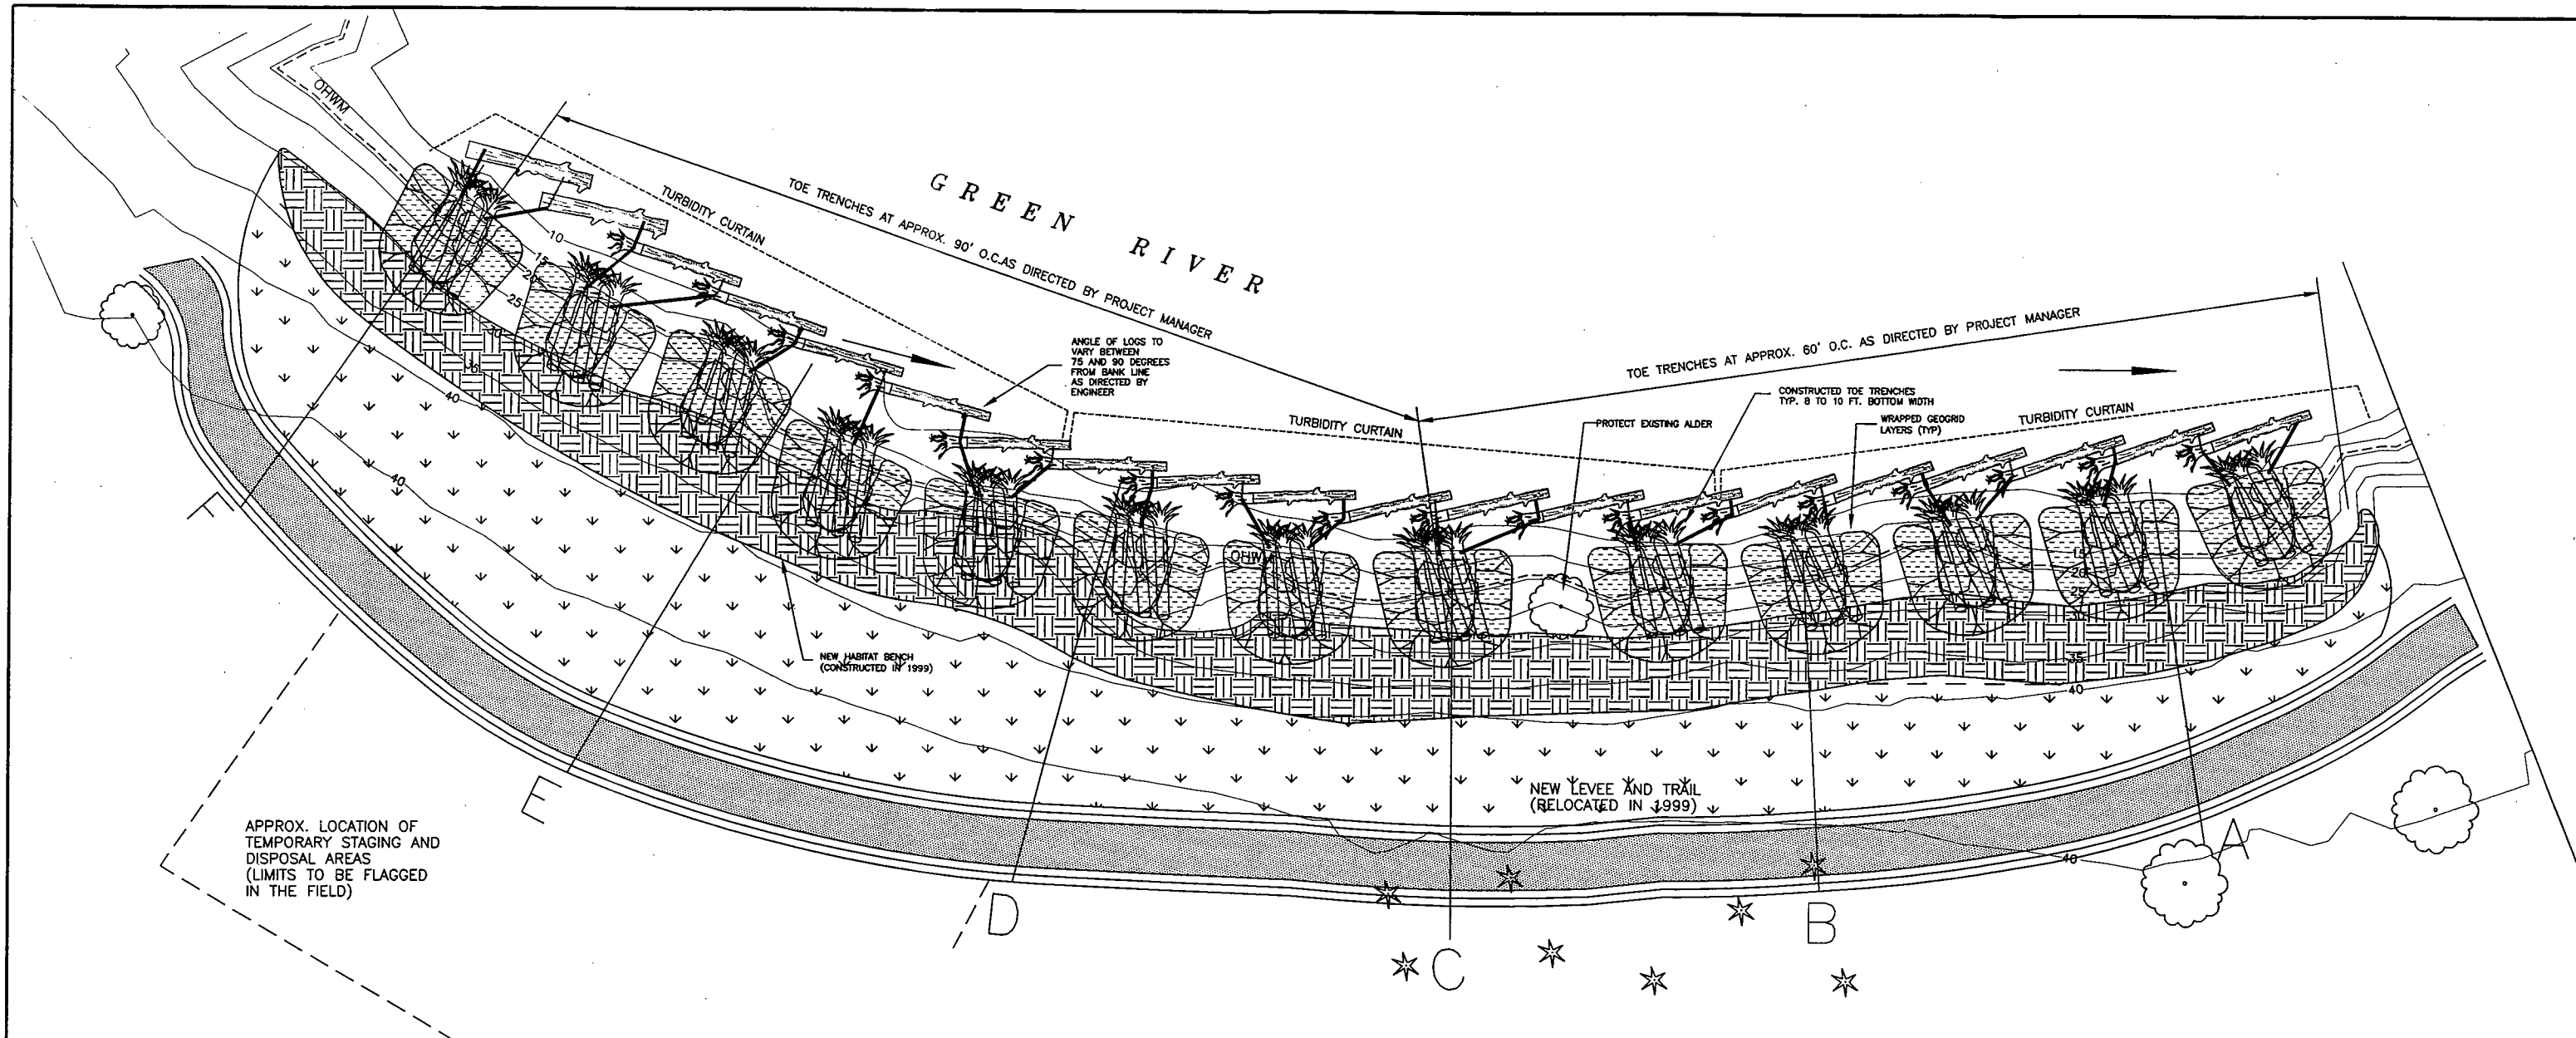 OHWM
TURBIDITY CURTAIN
TOE TRENCHES AT APPROX. 90' O.C.AS DIRECTED BY PROJECT MANAGER
GREEN RIVER
ANGLE OF LOGS TO
VARY BETWEEN
75 AND 90 DEGREES
FROM BANK LINE
AS DIRECTED BY
ENGINEER
TURBIDITY CURTAIN
TOE TRENCHES AT APPROX. 60' O.C. AS DIRECTED BY PROJECT MANAGER
PROTECT EXISTING ALDER
CONSTRUCTED TOE TRENCHES
TYP. 8 TO 10 FT. BOTTOM WIDTH
WRAPPED GEOGRID
LAYERS (TYP)
TURBIDITY CURTAIN
10
15
20
25
30
40
40
OHWM
15
20
25
30
35
40
40
NEW HABITAT BENCH
(CONSTRUCTED IN 1999)
NEW LEVEE AND TRAIL
(RELOCATED IN 1999)
APPROX. LOCATION OF
TEMPORARY STAGING AND
DISPOSAL AREAS
(LIMITS TO BE FLAGGED
IN THE FIELD)
F
E
D
C
B
A